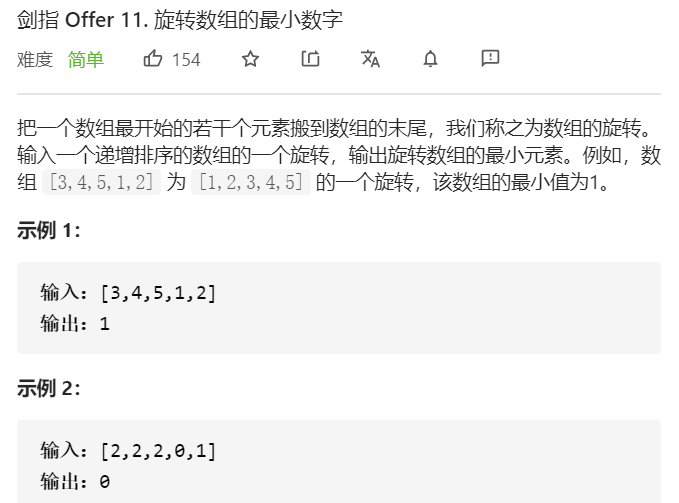 剑指 Offer 11. 旋转数组的最小数字
难度 简单 154
把一个数组最开始的若干个元素搬到数组的末尾，我们称之为数组的旋转。
输入一个递增排序的数组的一个旋转，输出旋转数组的最小元素。例如，数
组 [3,4,5,1,2] 为 [1,2,3,4,5] 的一个旋转，该数组的最小值为1。
示例 1：
输入：[3,4,5,1,2]
输出：1
示例 2：
输入：[2,2,2,0,1]
输出：0